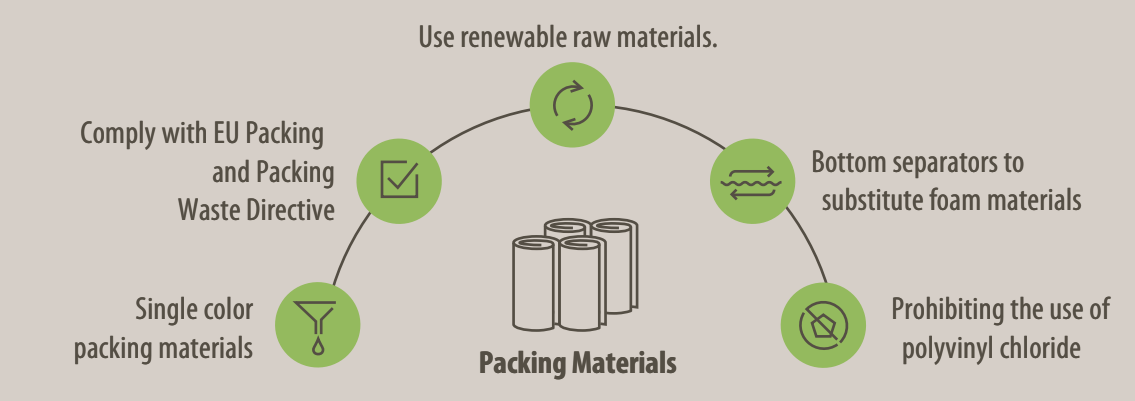 Use renewable raw materials.
Comply with EU Packing
and Packing
Waste Directive
Bottom separators to
substitute foam materials
Single color
packing materials
Prohibiting the use of
polyvinyl chloride
Packing Materials